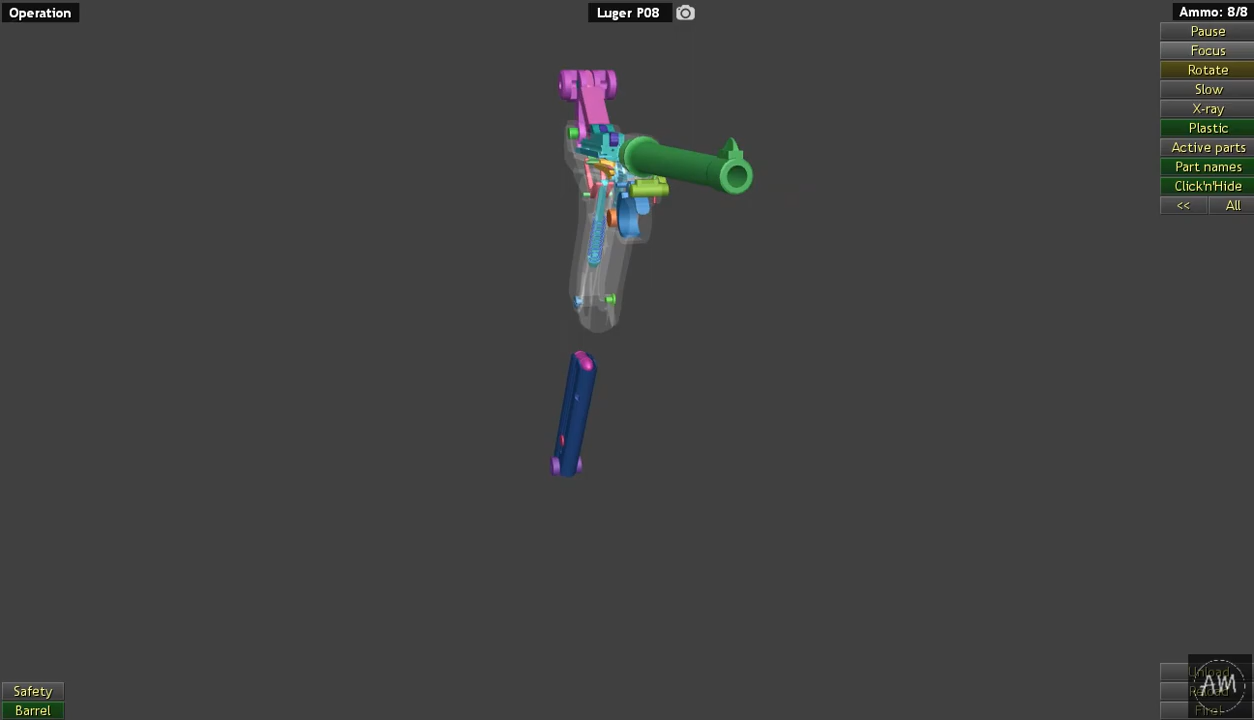 Operation
Luger P08
Ammo: 8/8
Pause
Focus
Rotate
Slow
X-ray
Plastic
Active parts
Part names
Click'n'Hide
<< All
Safety
Barrel
AM